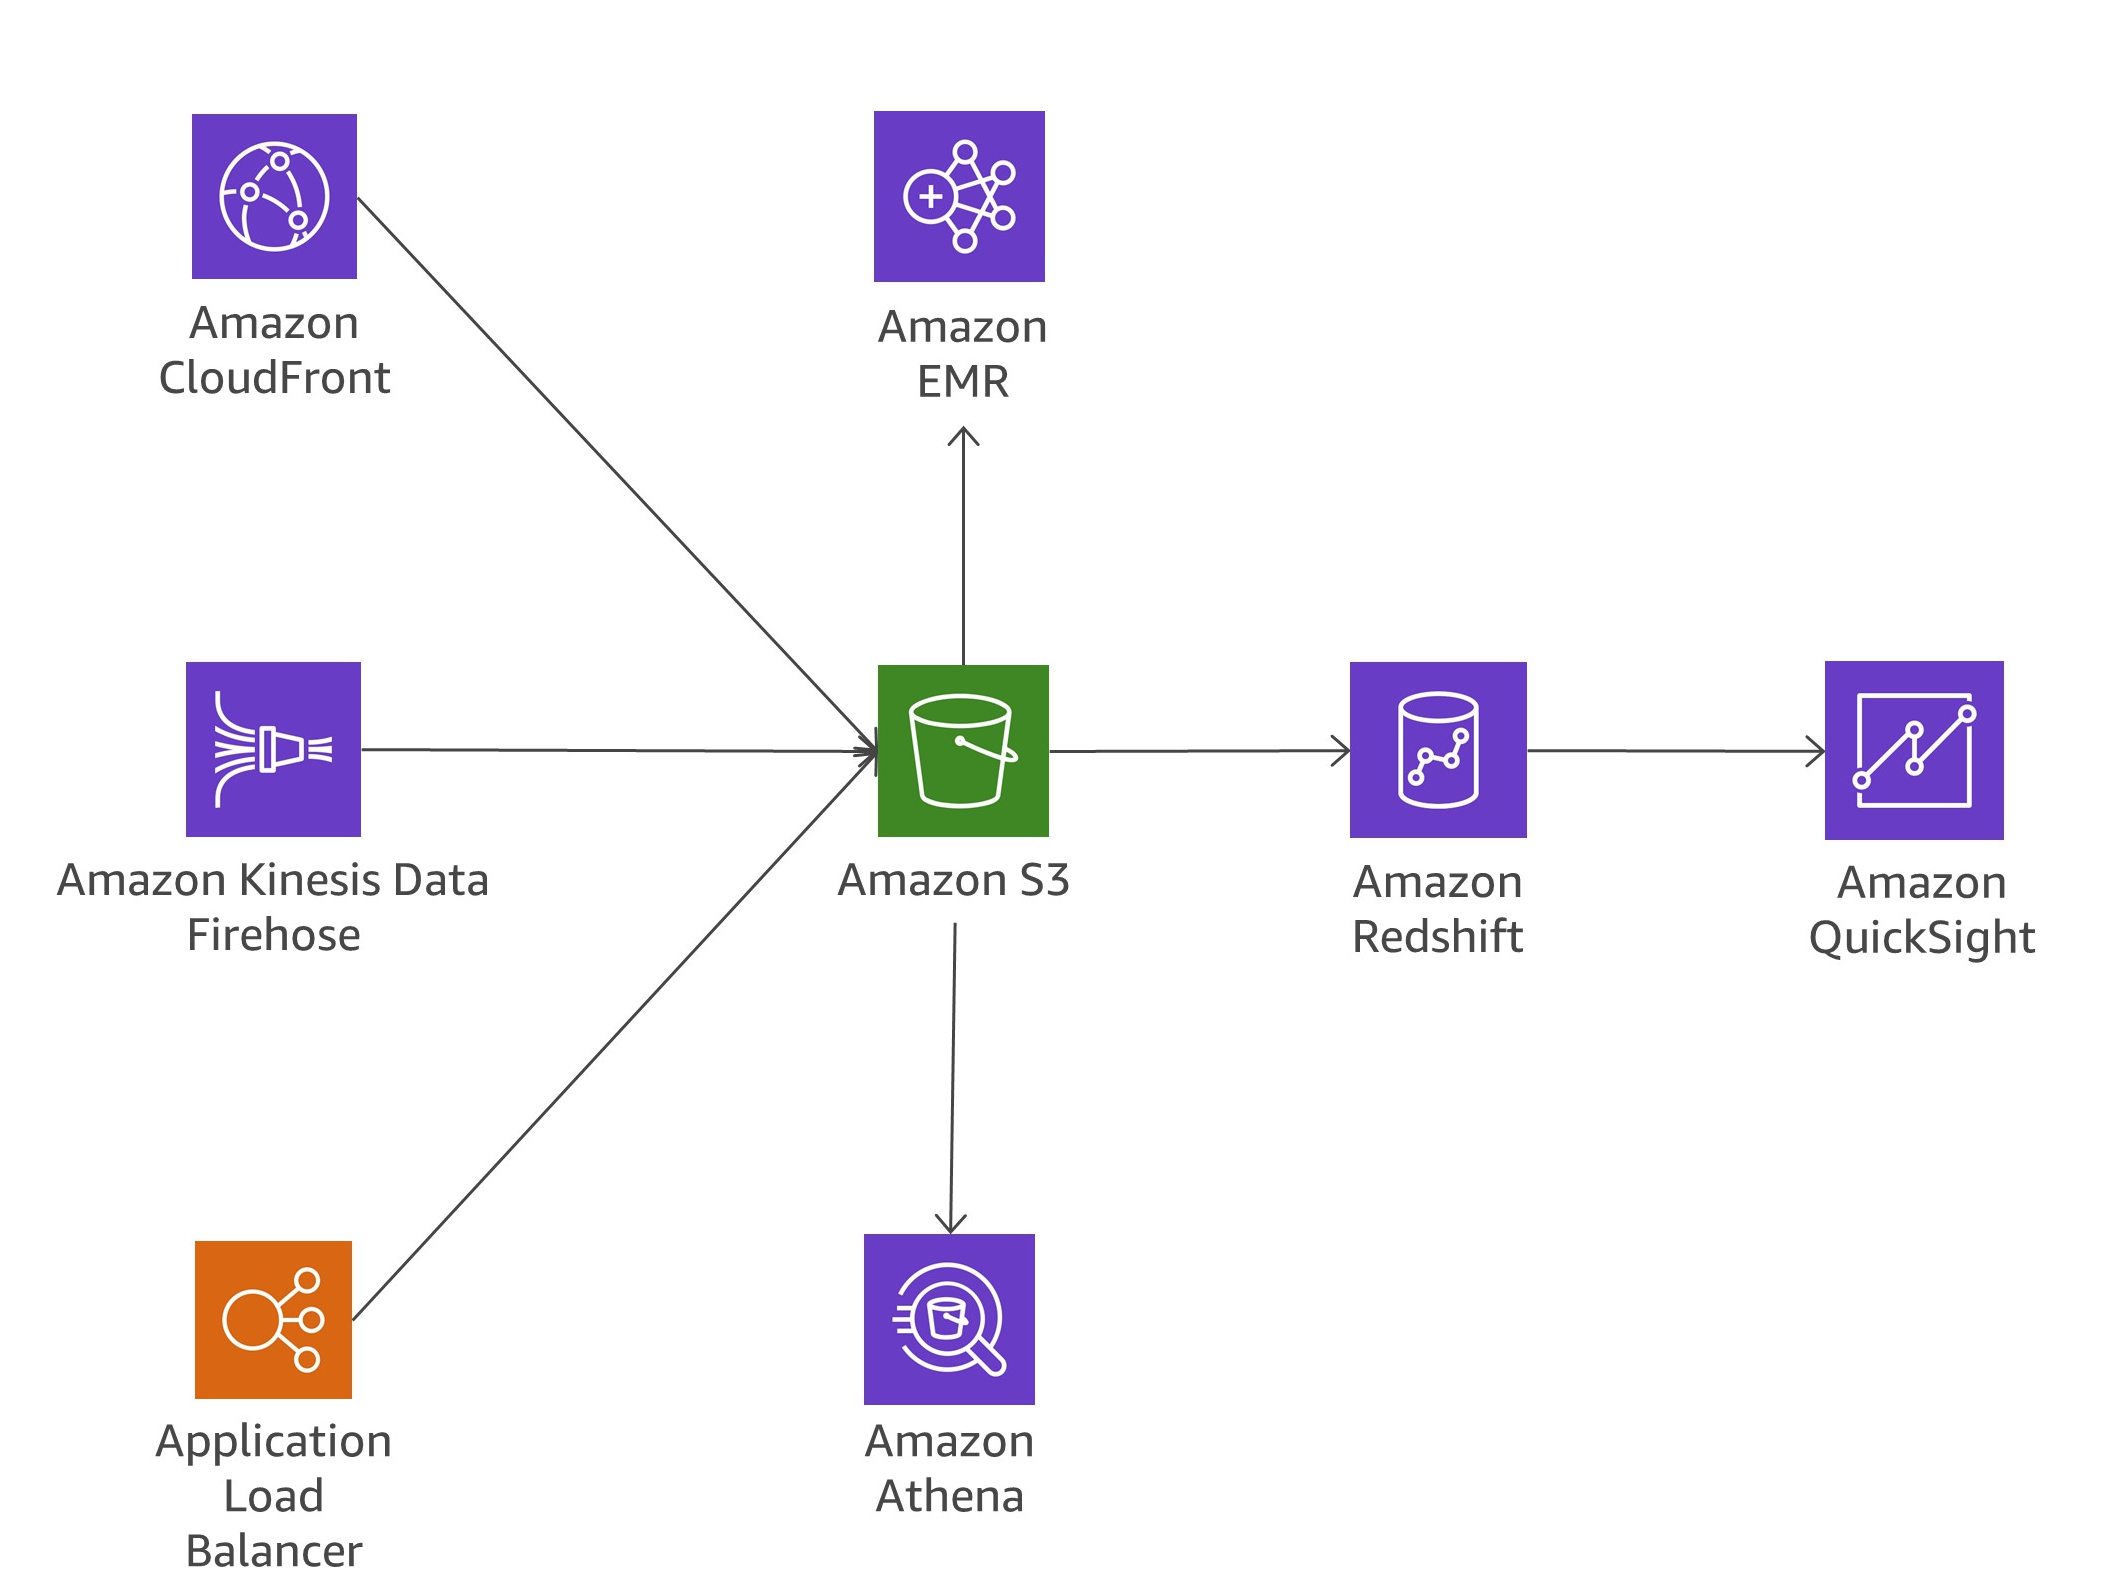 Amazon
CloudFront
Amazon
EMR
Amazon Kinesis Data
Firehose
Amazon S3
Amazon
Redshift
Amazon
QuickSight
Application
Load
Balancer
Amazon
Athena